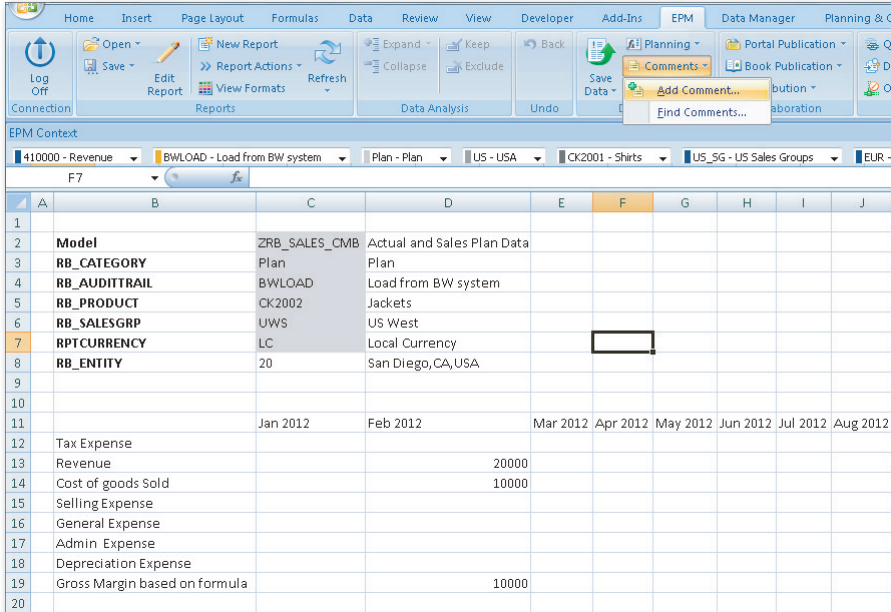 Home Insert Page Layout Formulas Data Review View Developer Add-Ins EPM Data Manager Planning &
Open New Report Expand Keep Back Planning Portal Publication
Save Report Actions Collapse Exclude Comments Book Publication
Log Off Edit Report View Formats Refresh Save Data Add Comment... bution
Connection Reports Data Analysis Undo Find Comments... aboration
EPM Context
410000 - Revenue BWLOAD - Load from BW system Plan - Plan US - USA CK2001 - Shirts US_SG - US Sales Groups EUR -
F7 fx
A B C D E F G H I J
1
2 Model ZRB_SALES_CMB Actual and Sales Plan Data
3 RB_CATEGORY Plan Plan
4 RB_AUDITTRAIL BWLOAD Load from BW system
5 RB_PRODUCT CK2002 Jackets
6 RB_SALESGRP UWS US West
7 RPTCURRENCY LC Local Currency
8 RB_ENTITY 20 San Diego,CA,USA
9
10
11 Jan 2012 Feb 2012 Mar 2012 Apr 2012 May 2012 Jun 2012 Jul 2012 Aug 2012
12 Tax Expense
13 Revenue 20000
14 Cost of goods Sold 10000
15 Selling Expense
16 General Expense
17 Admin Expense
18 Depreciation Expense
19 Gross Margin based on formula 10000
20